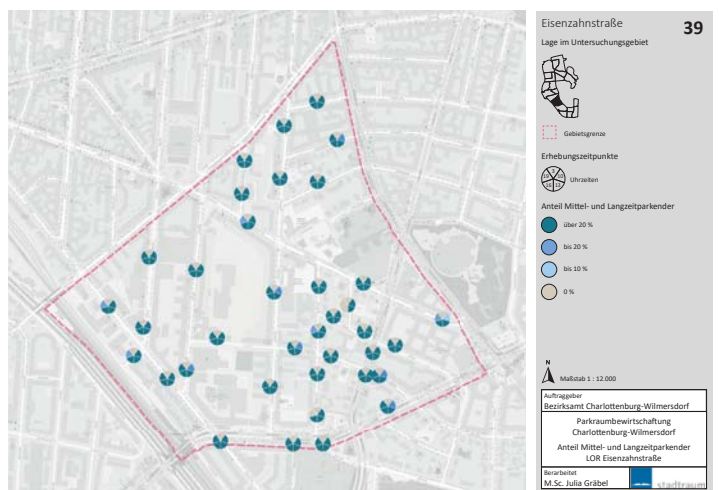 Eisenzahnstraße
39
Lage im Untersuchungsgebiet
Gebietsgrenze
Erhebungszeitpunkte
Uhrzeiten
Anteil Mittel- und Langzeitparkender
über 20 %
bis 20 %
bis 10 %
0 %
N
Maßstab 1 : 12.000
Auftraggeber
Bezirksamt Charlottenburg-Wilmersdorf
Parkraumbewirtschaftung
Charlottenburg-Wilmersdorf
Anteil Mittel- und Langzeitparkender
LOR Eisenzahnstraße
Berarbeitet
M.Sc. Julia Gräbel
stadtraum